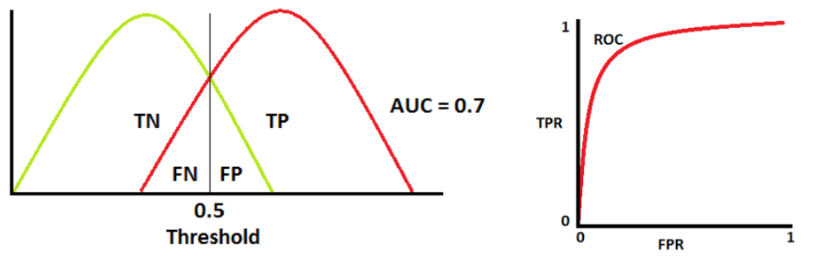 TN
TP
AUC = 0.7
FN
FP
0.5
Threshold
1
ROC
TPR
0
0
1
FPR